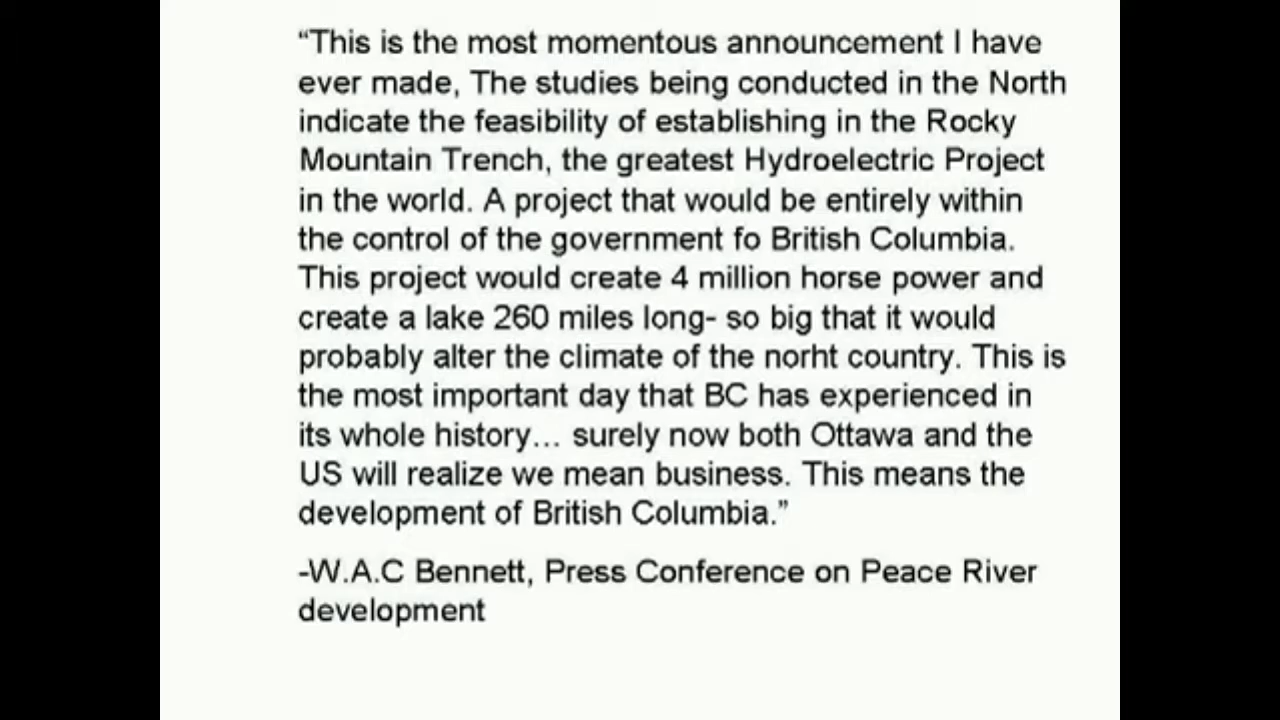 “This is the most momentous announcement I have
ever made, The studies being conducted in the North
indicate the feasibility of establishing in the Rocky
Mountain Trench, the greatest Hydroelectric Project
in the world. A project that would be entirely within
the control of the government fo British Columbia.
This project would create 4 million horse power and
create a lake 260 miles long- so big that it would
probably alter the climate of the norht country. This is
the most important day that BC has experienced in
its whole history… surely now both Ottawa and the
US will realize we mean business. This means the
development of British Columbia.”
-W.A.C Bennett, Press Conference on Peace River
development